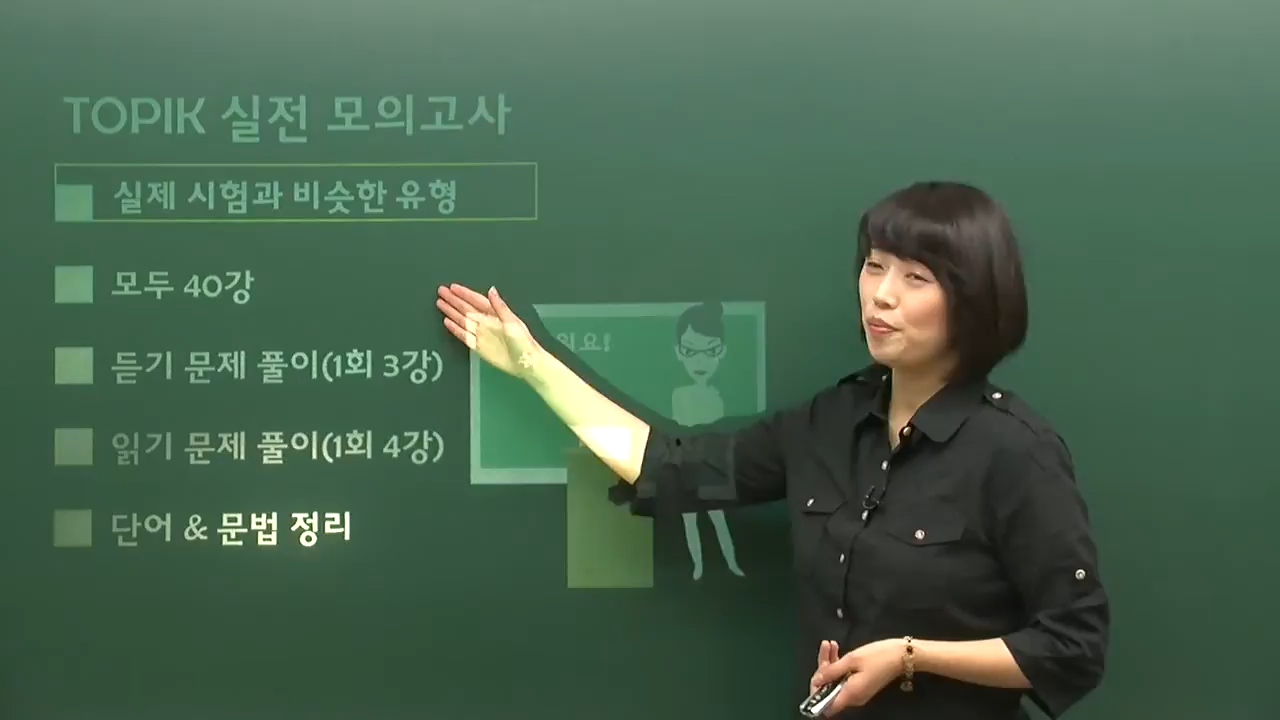 TOPIK 실전 모의고사
실제 시험과 비슷한 유형
모두 40강
듣기 문제 풀이(1회 3강)
읽기 문제 풀이(1회 4강)
단어 & 문법 정리